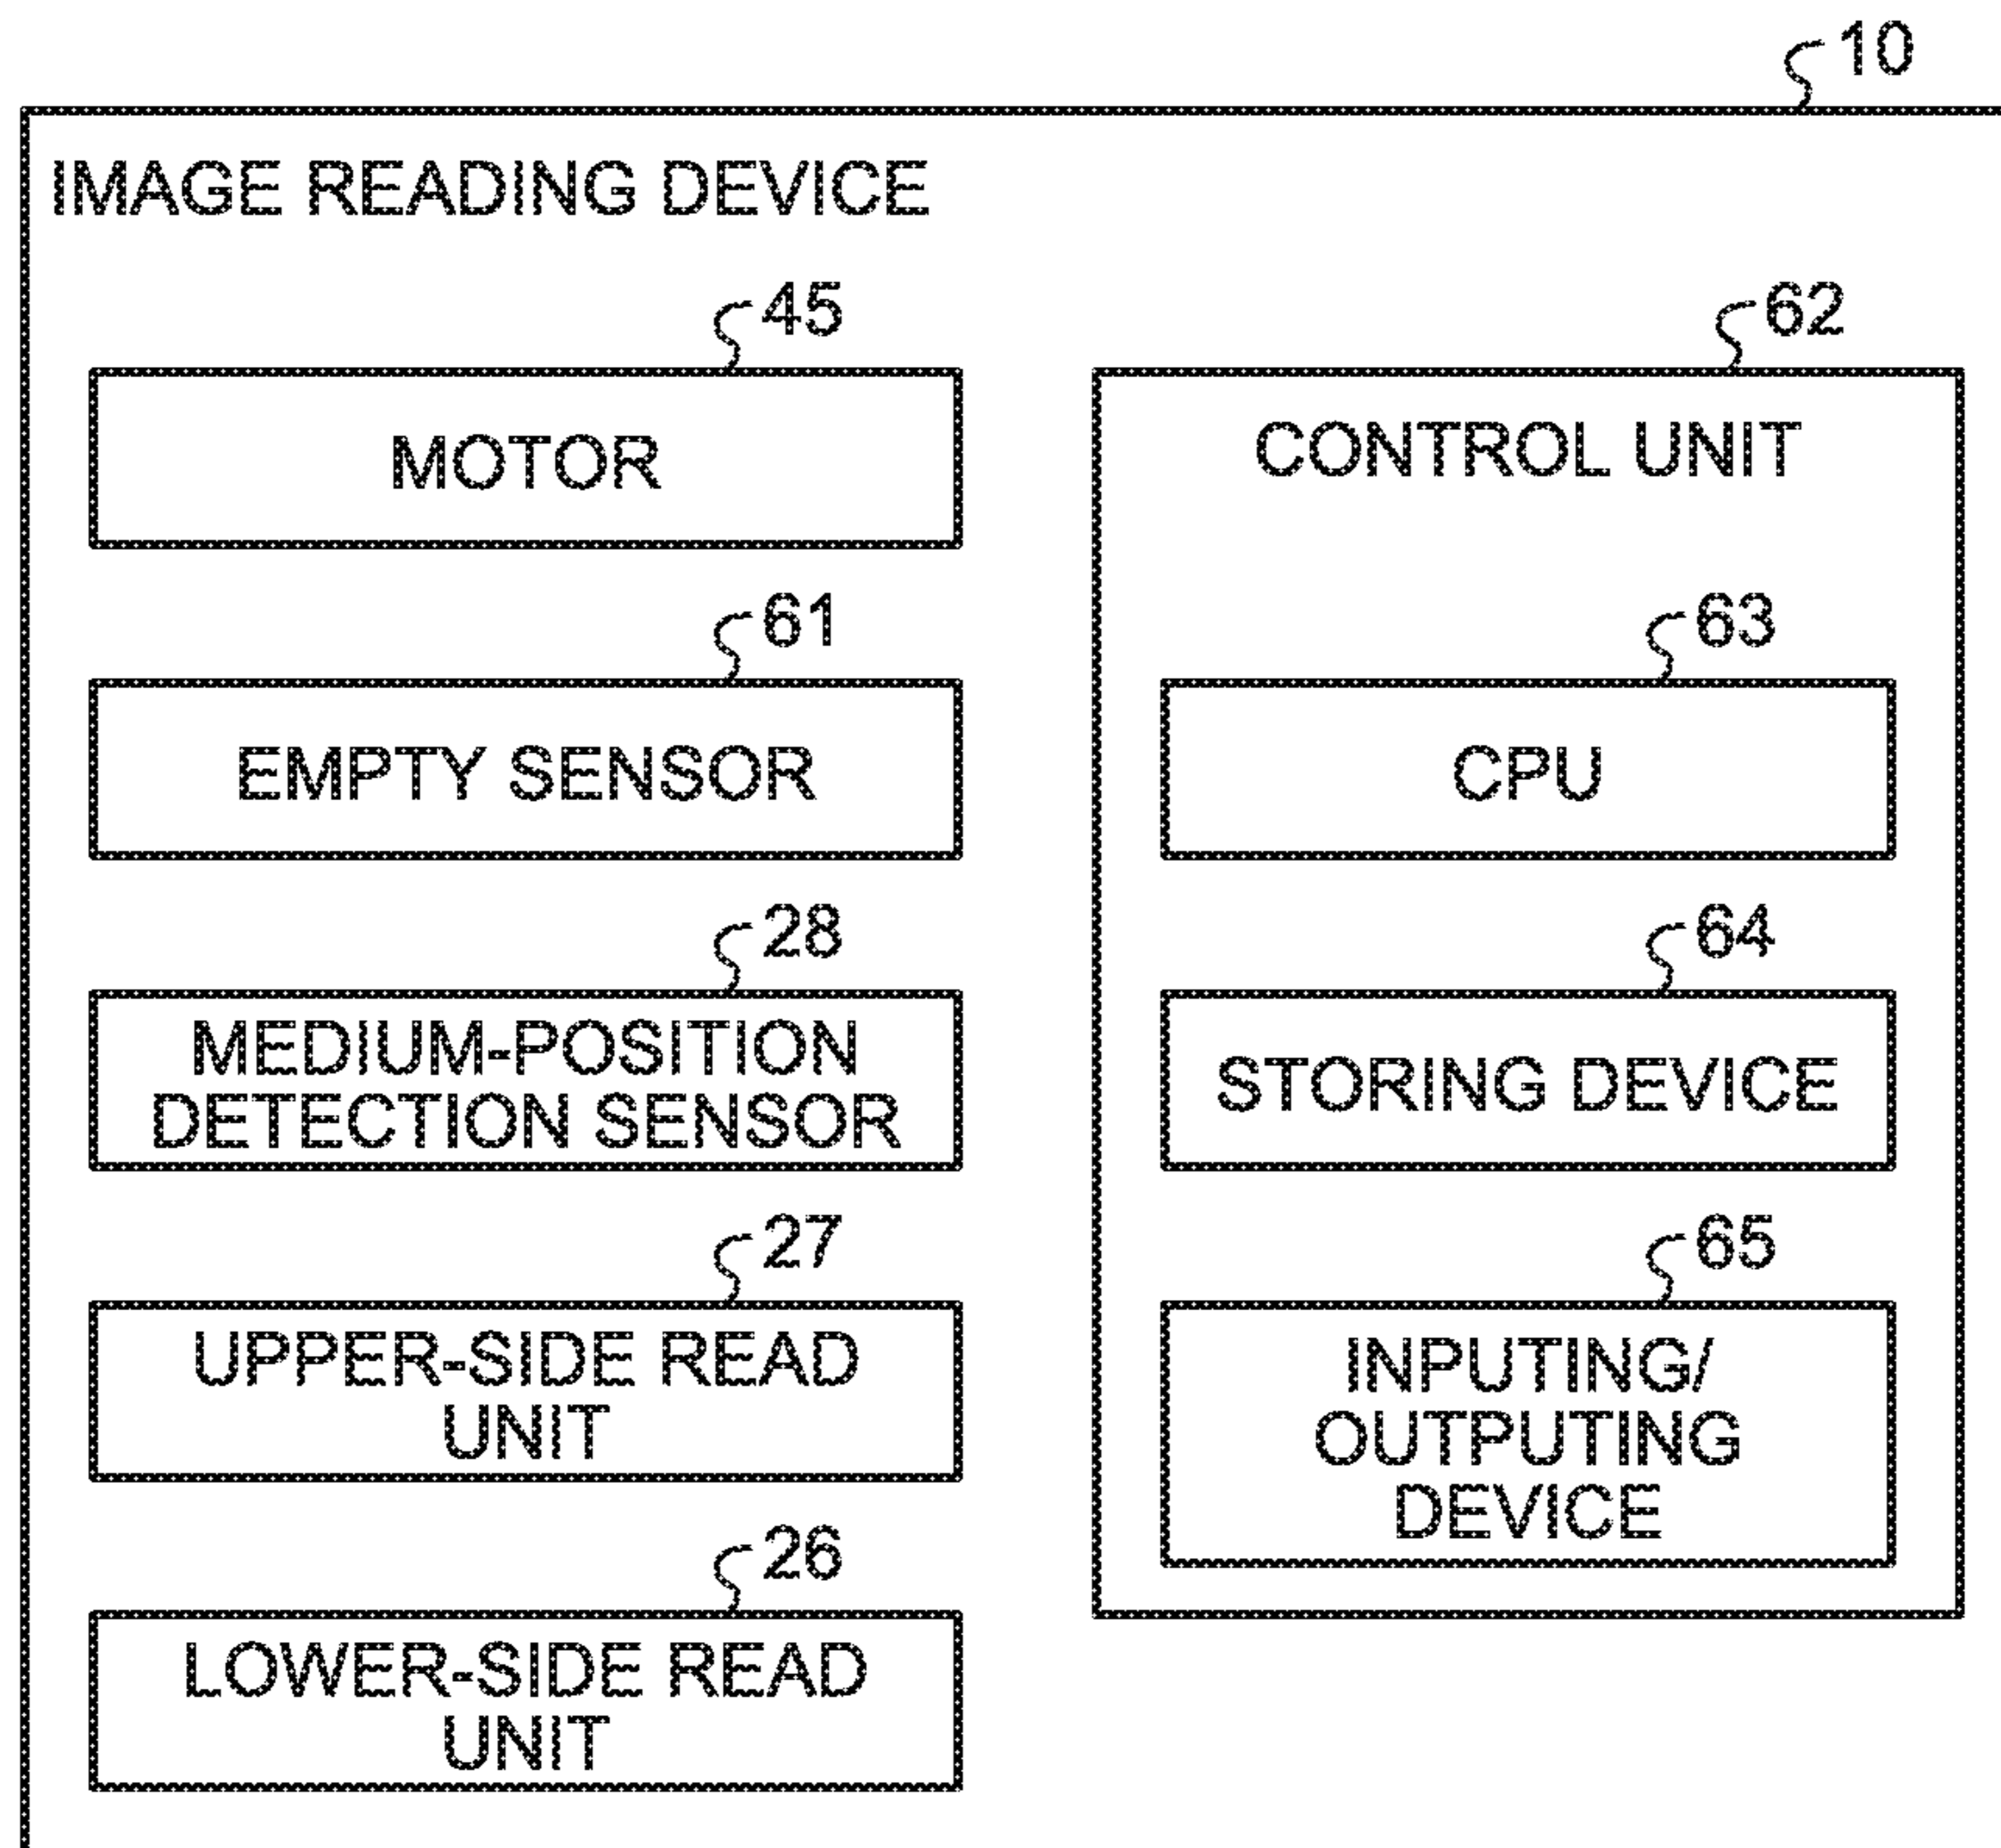 10
IMAGE READING DEVICE
45
MOTOR
61
EMPTY SENSOR
28
MEDIUM-POSITION
DETECTION SENSOR
27
UPPER-SIDE READ
UNIT
26
LOWER-SIDE READ
UNIT
62
CONTROL UNIT
63
CPU
64
STORING DEVICE
65
INPUTING/
OUTPUTING
DEVICE